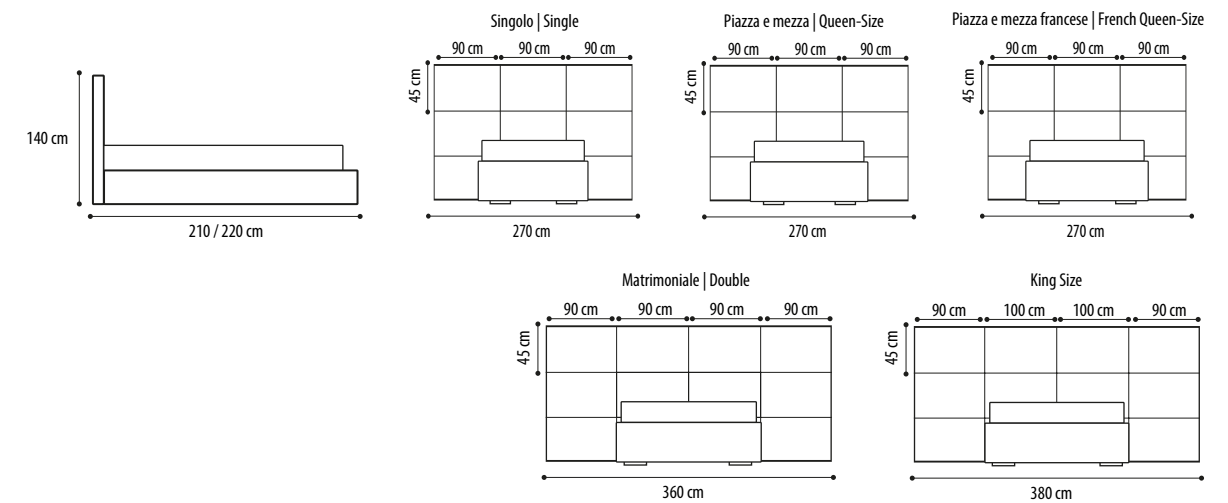 140 cm
210 / 220 cm
Singolo | Single
90 cm 90 cm 90 cm
45 cm
270 cm
Piazza e mezza | Queen-Size
90 cm 90 cm 90 cm
45 cm
270 cm
Piazza e mezza francese | French Queen-Size
90 cm 90 cm 90 cm
45 cm
270 cm
Matrimoniale | Double
90 cm 90 cm 90 cm 90 cm
45 cm
360 cm
King Size
90 cm 100 cm 100 cm 90 cm
45 cm
380 cm